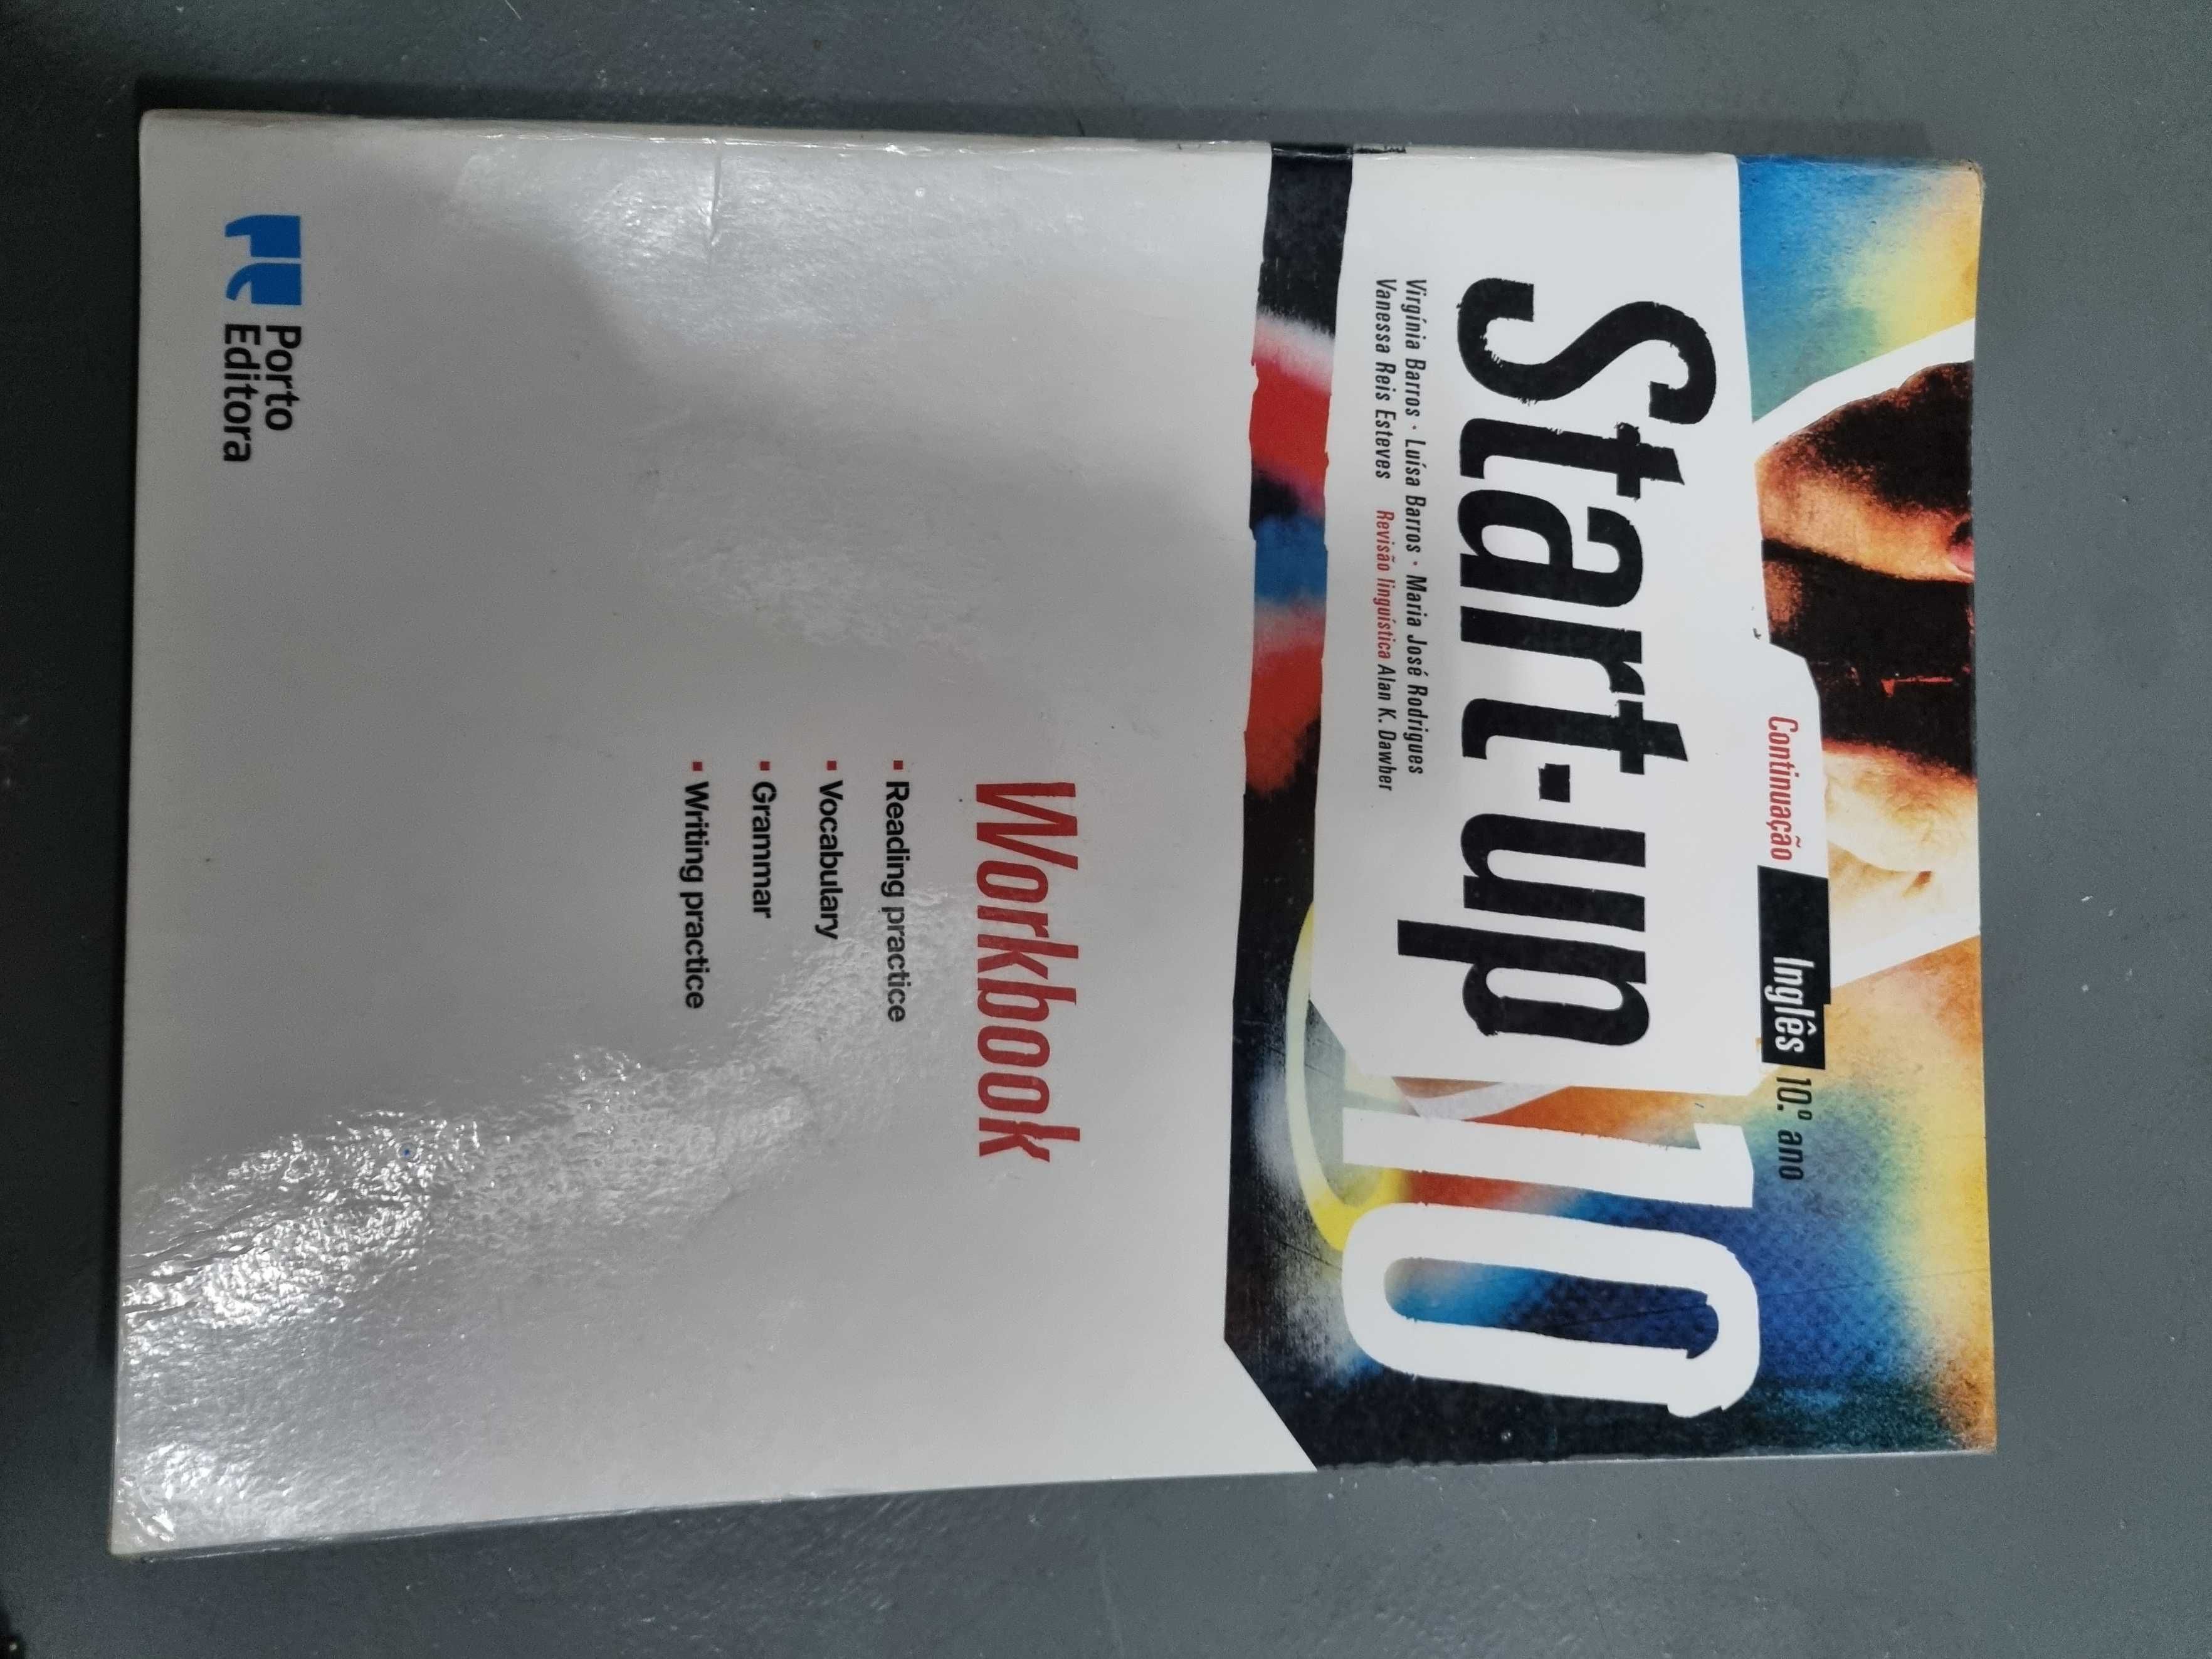 Continuação Inglês 10.º ano
Start-up 10
Virgínia Barros · Luísa Barros · Maria José Rodrigues
Vanessa Reis Esteves Revisão linguística Alan K. Dawber
Workbook
▪ Reading practice
▪ Vocabulary
▪ Grammar
▪ Writing practice
Porto
Editora